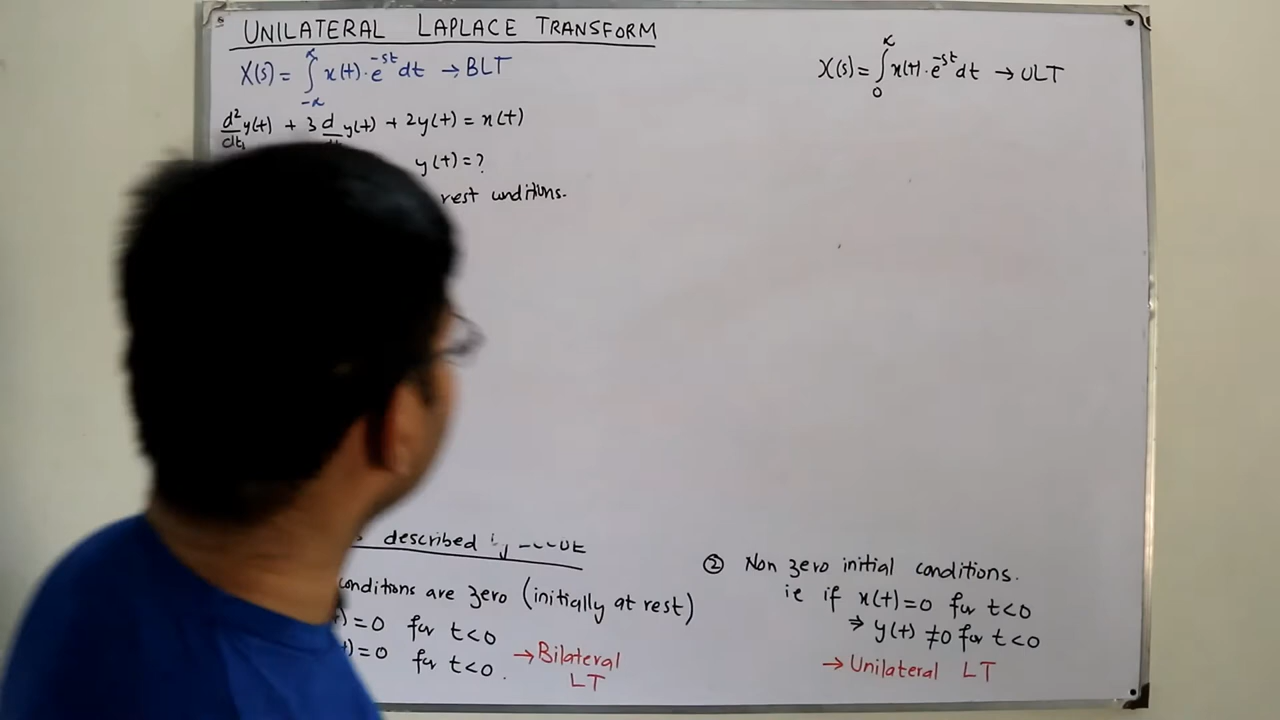 UNILATERAL LAPLACE TRANSFORM
X(s) = ∫_{-∞}^{∞} x(t)·e^{-st} dt → BLT
X(s) = ∫_{0}^{∞} x(t)·e^{-st} dt → ULT
d²/dt² y(t) + 3 d/dt y(t) + 2y(t) = x(t)
y(t) = ?
rest conditions.
described
conditions are zero (initially at rest)
=0 for t<0
=0 for t<0.
→ Bilateral
LT
② Non zero initial conditions.
ie if x(t)=0 for t<0
⇒ y(t) ≠0 for t<0
→ Unilateral LT